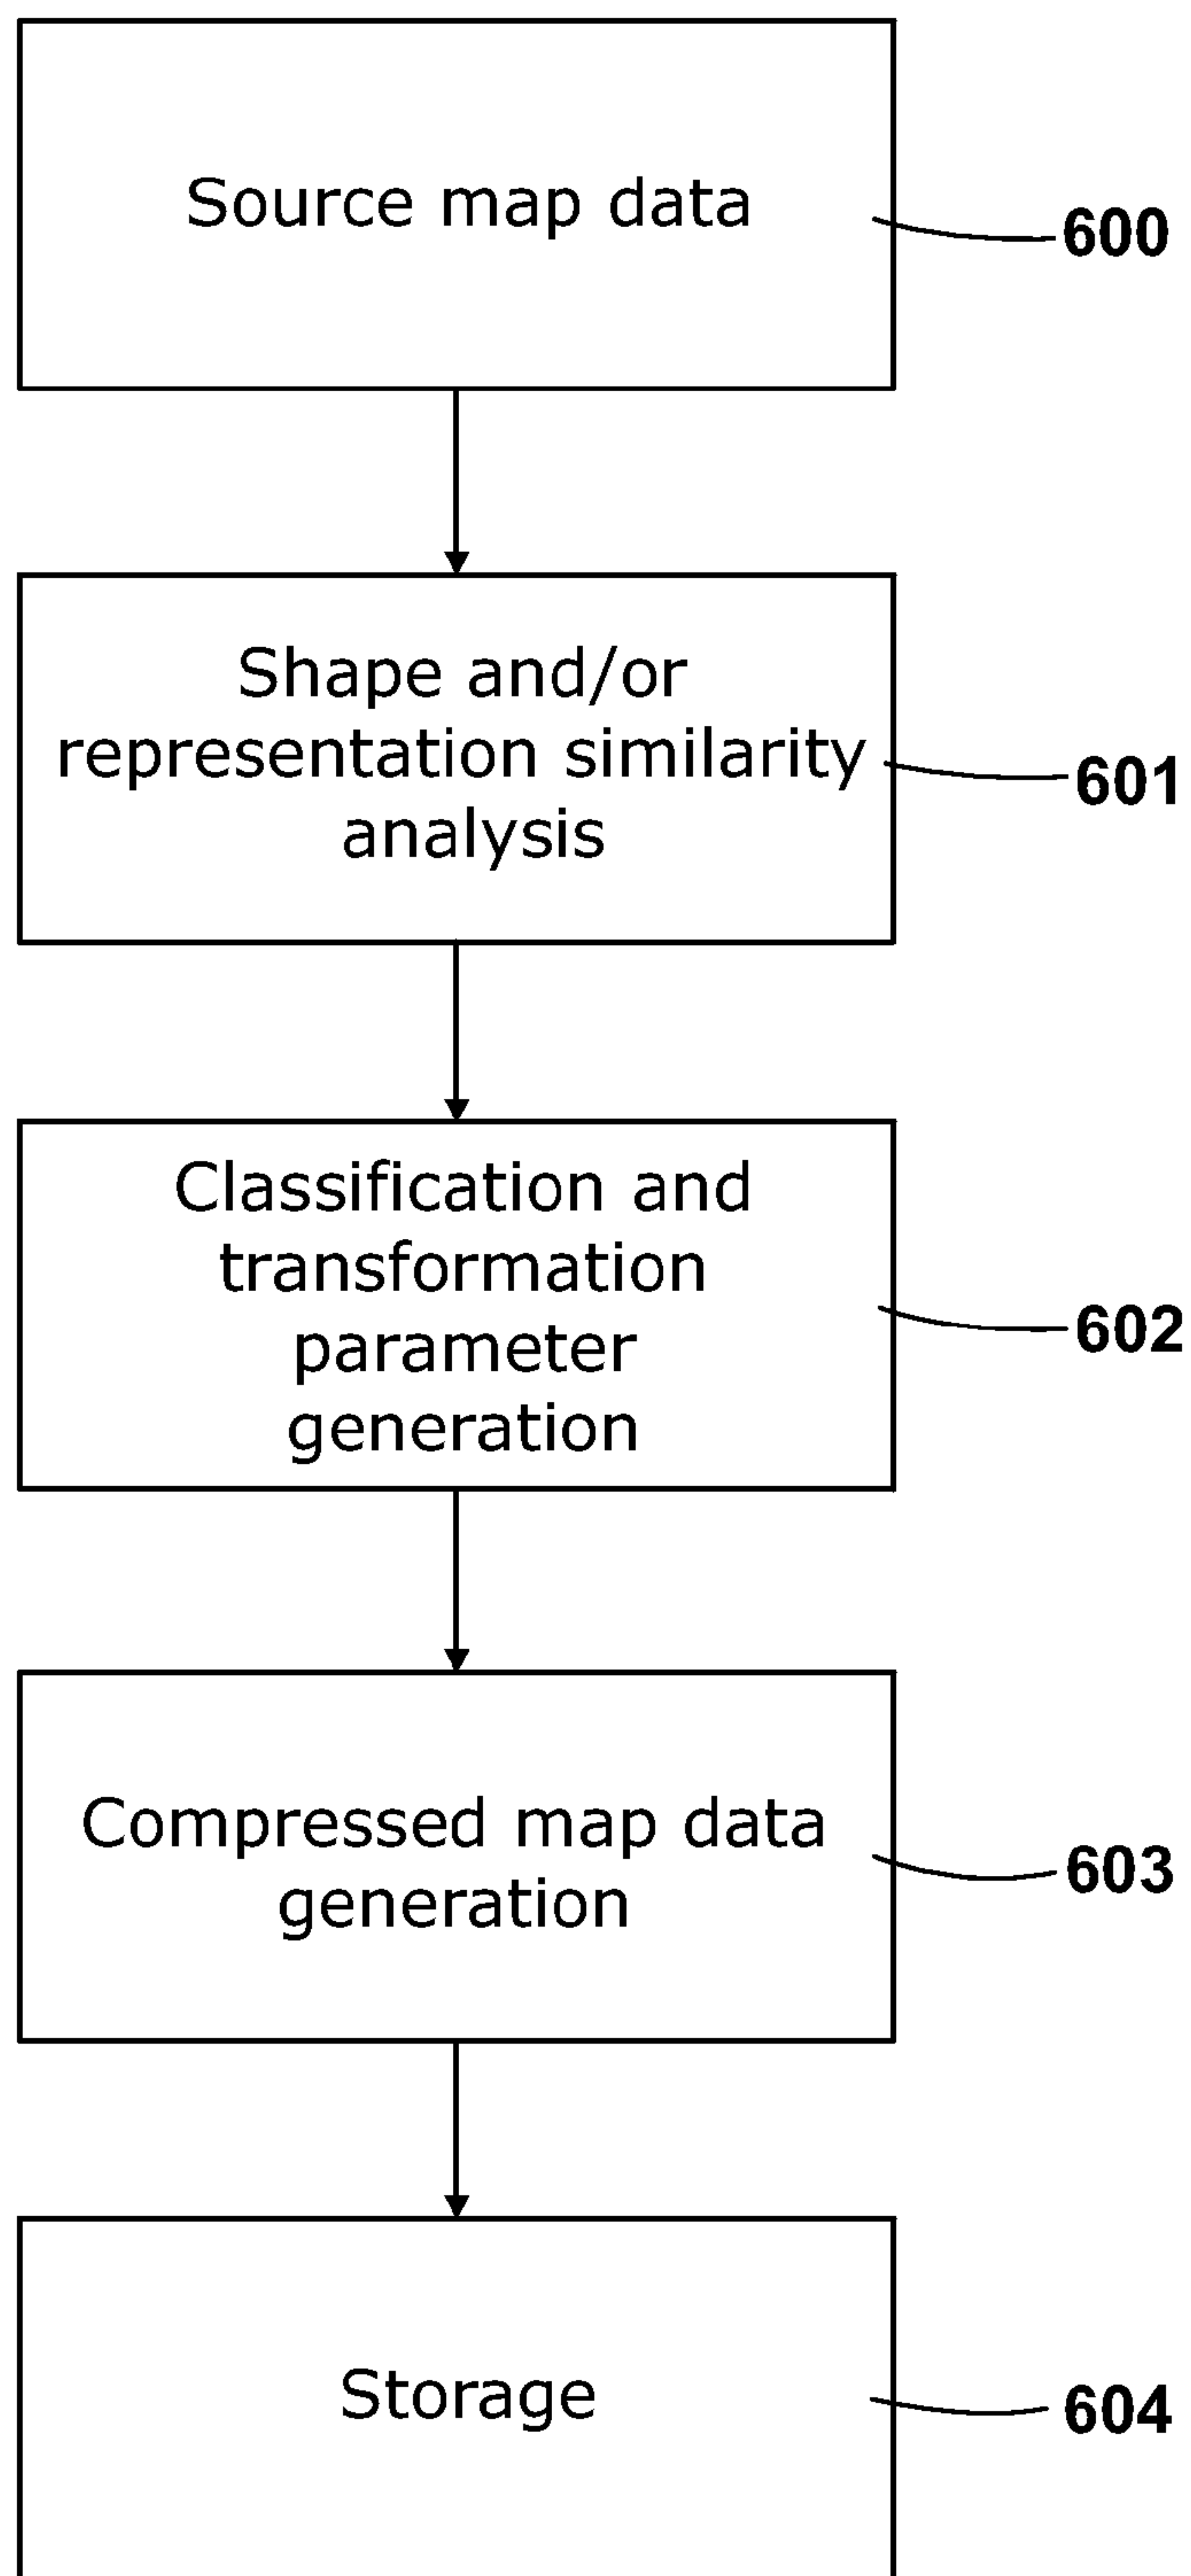 Source map data
600
Shape and/or
representation similarity
analysis
601
Classification and
transformation
parameter
generation
602
Compressed map data
generation
603
Storage
604